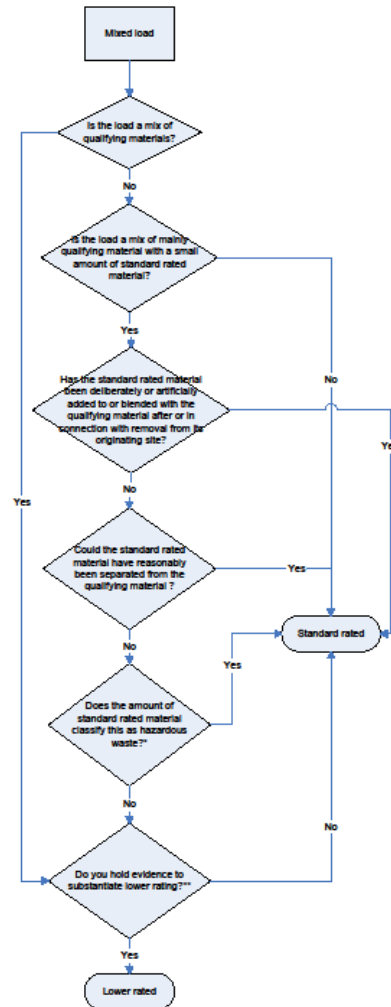 Mixed load
Is the load a mix of
qualifying materials?
No
Is the load a mix of mainly
qualifying material with a small
amount of standard rated
material?
Yes
No
Has the standard rated material
been deliberately or artificially
added to or blended with the
qualifying material after or in
connection with removal from its
originating site?
Yes
Yes
No
Could the standard rated
material have reasonably
been separated from the
qualifying material ?
Yes
Standard rated
No
Yes
Does the amount of
standard rated material
classify this as hazardous
waste?*
No
No
Do you hold evidence to
substantiate lower rating?**
Yes
Lower rated